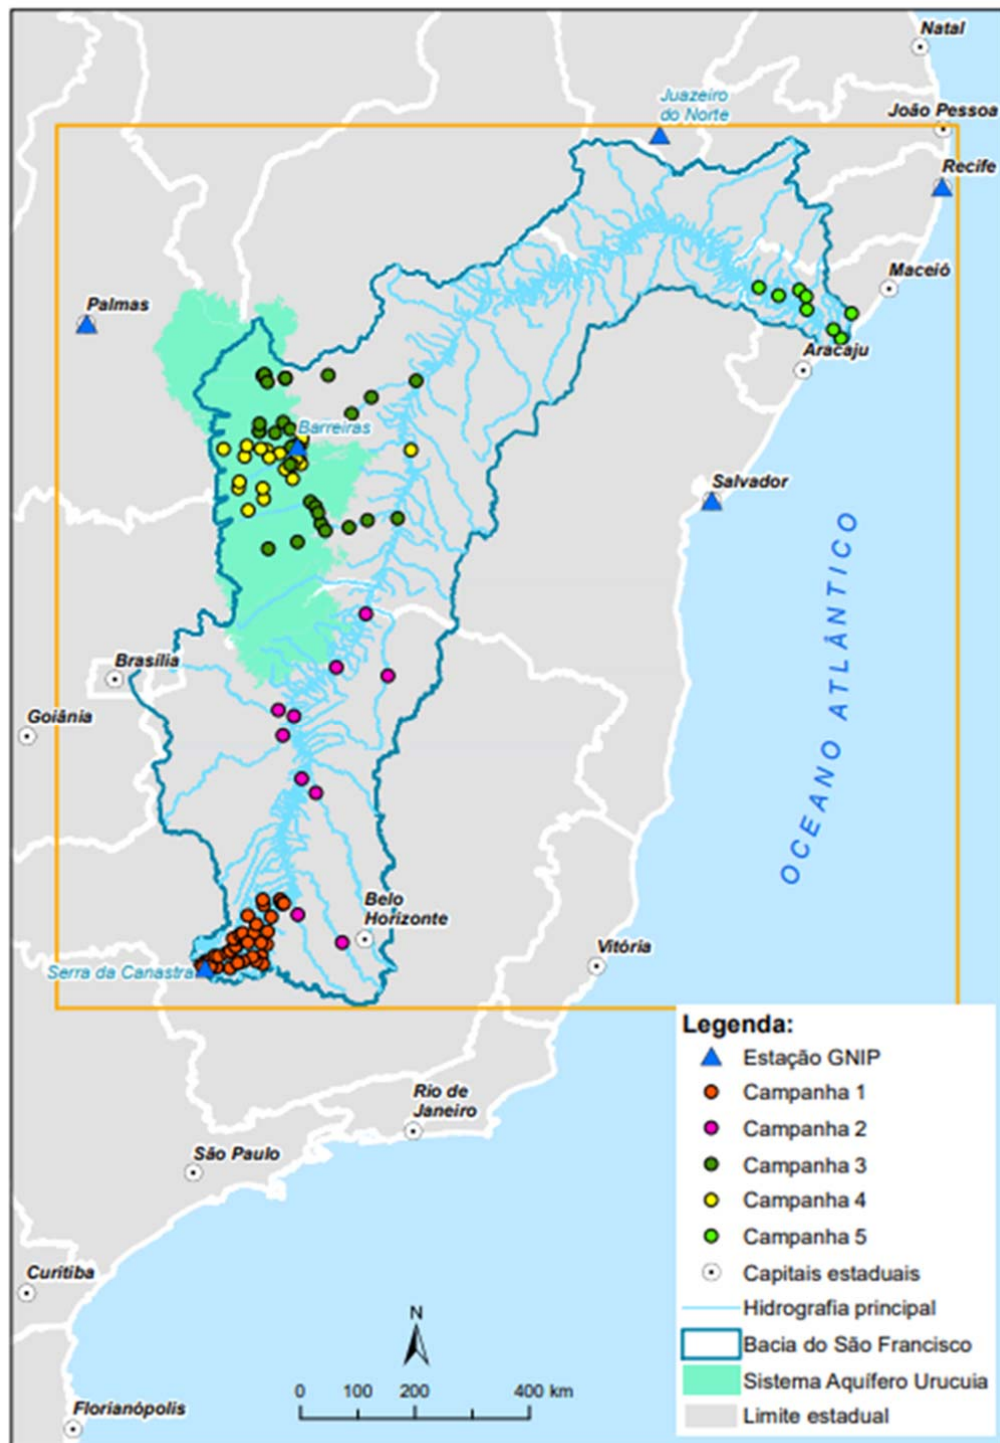 Natal
Juazeiro
do Norte
João Pessoa
Recife
Maceió
Palmas
Aracaju
Barreiras
Salvador
OCEANO ATLÂNTICO
Brasília
Goiânia
Belo
Horizonte
Vitória
Serra da Canastra
Legenda:
Estação GNIP
Campanha 1
Campanha 2
Campanha 3
Campanha 4
Campanha 5
Capitais estaduais
Hidrografia principal
Bacia do São Francisco
Sistema Aquífero Urucuia
Limite estadual
Rio de
Janeiro
São Paulo
Curitiba
N
0 100 200 400 km
Florianópolis